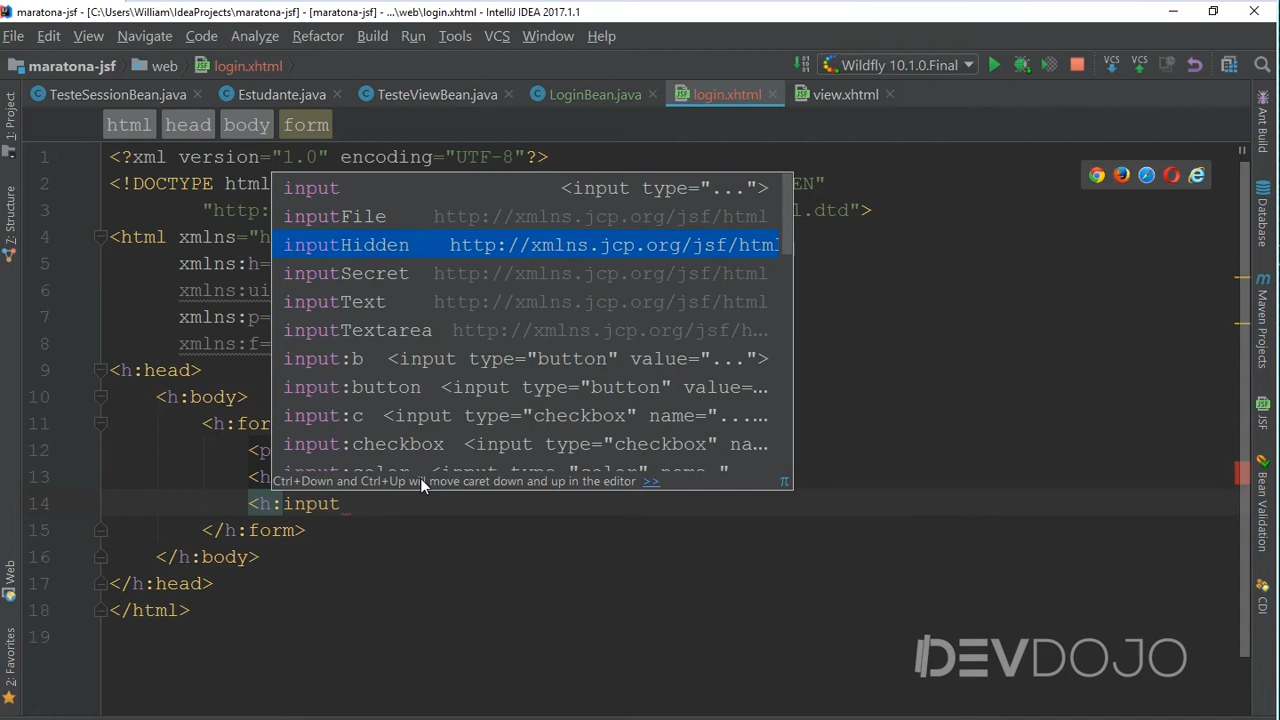 maratona-jsf - [C:\Users\William\IdeaProjects\maratona-jsf] - [maratona-jsf] - ...\web\login.xhtml - IntelliJ IDEA 2017.1.1
File Edit View Navigate Code Analyze Refactor Build Run Tools VCS Window Help
maratona-jsf web login.xhtml Wildfly 10.1.0.Final VCS VCS
TesteSessionBean.java Estudante.java TesteViewBean.java LoginBean.java login.xhtml view.xhtml
html head body form
1 <?xml version="1.0" encoding="UTF-8"?>
2 <!DOCTYPE html EN"
3 "http: l.dtd">
4 <html xmlns="h
5 xmlns:h=
6 xmlns:ui
7 xmlns:p=
8 xmlns:f=
9 <h:head>
10 <h:body>
11 <h:for
12 <p
13 <h
14 <h:input
15 </h:form>
16 </h:body>
17 </h:head>
18 </html>
19
input <input type="...">
inputFile http://xmlns.jcp.org/jsf/html
inputHidden http://xmlns.jcp.org/jsf/html
inputSecret http://xmlns.jcp.org/jsf/html
inputText http://xmlns.jcp.org/jsf/html
inputTextarea http://xmlns.jcp.org/jsf/h...
input:b <input type="button" value="...">
input:button <input type="button" value=...
input:c <input type="checkbox" name="......
input:checkbox <input type="checkbox" na...
input:color <input type="color" name="
Ctrl+Down and Ctrl+Up will move caret down and up in the editor >> π
1: Project
7: Structure
Web
2: Favorites
Ant Build
Database
Maven Projects
JSF
Bean Validation
CDI
DEVDOJO